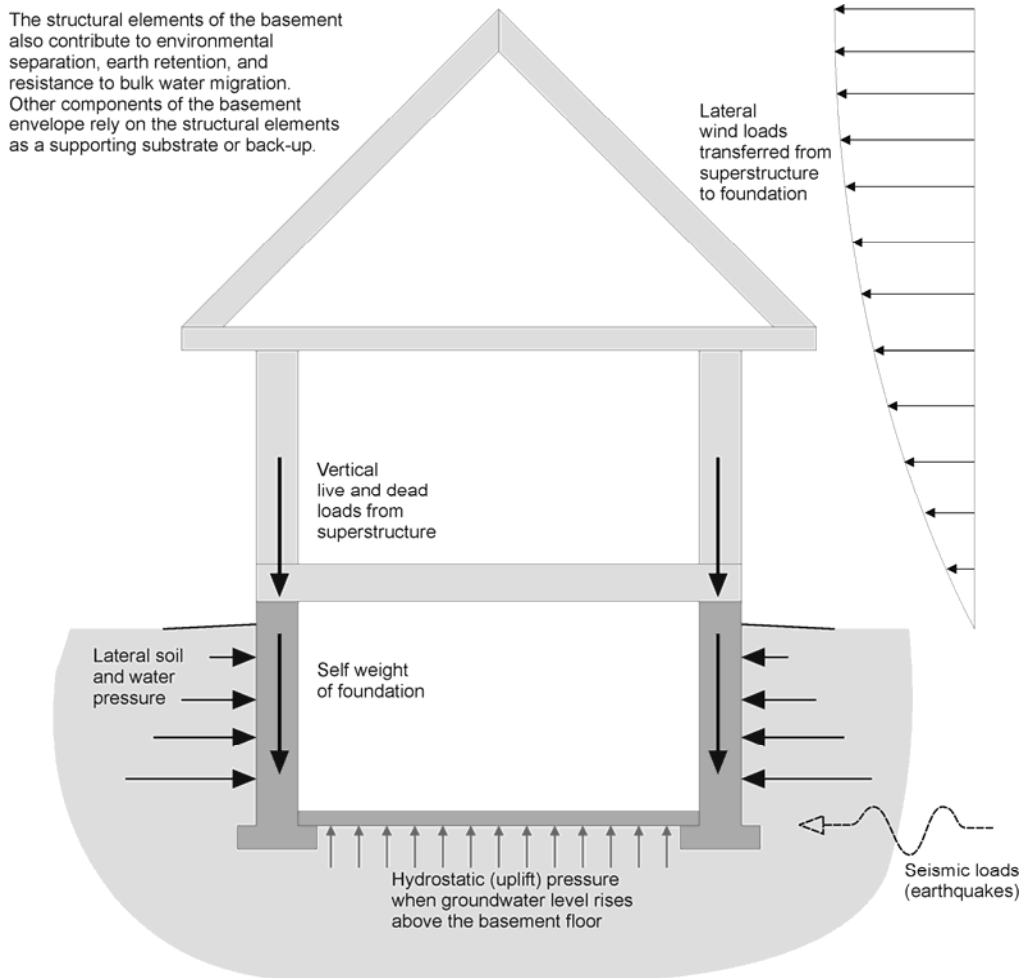 The structural elements of the basement
also contribute to environmental
separation, earth retention, and
resistance to bulk water migration.
Other components of the basement
envelope rely on the structural elements
as a supporting substrate or back-up.
Lateral
wind loads
transferred from
superstructure
to foundation
Vertical
live and dead
loads from
superstructure
Lateral soil
and water
pressure
Self weight
of foundation
Hydrostatic (uplift) pressure
when groundwater level rises
above the basement floor
Seismic loads
(earthquakes)